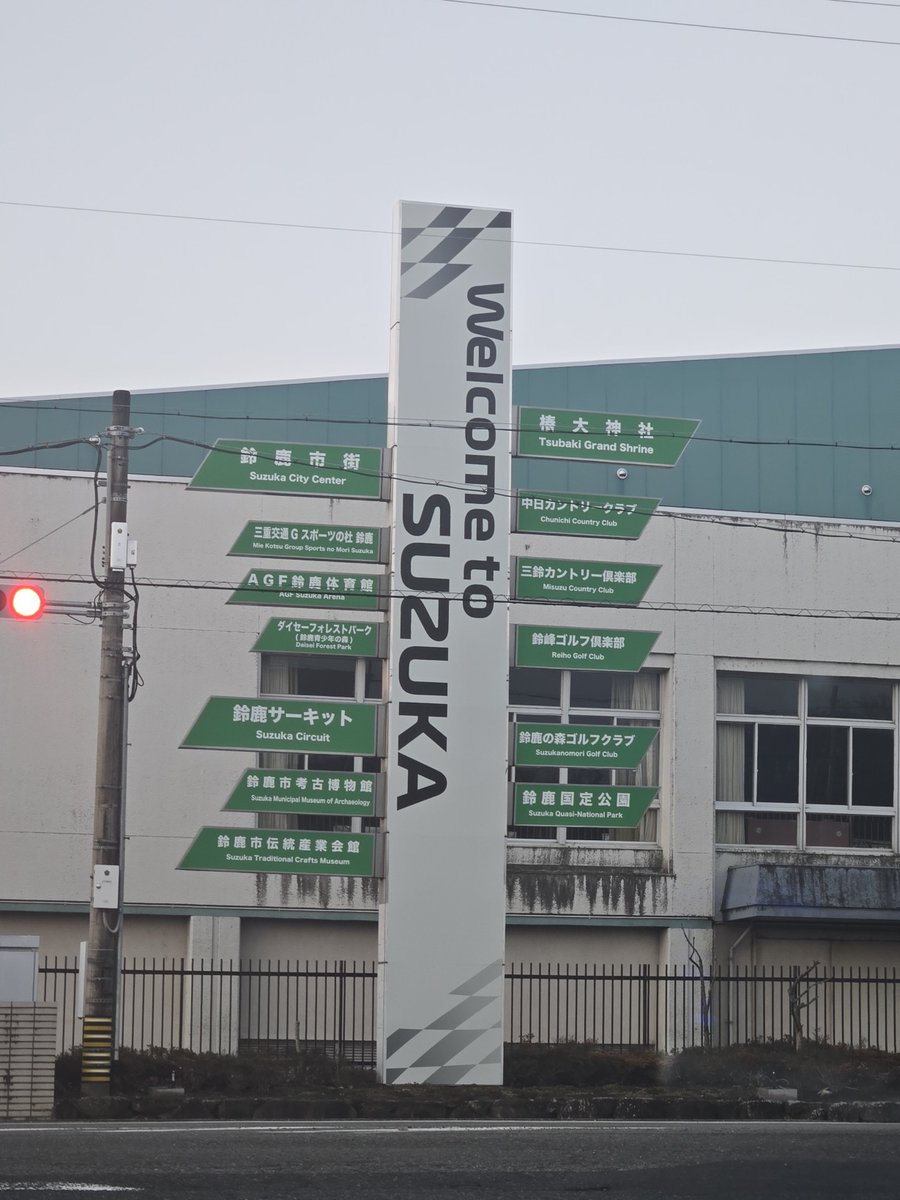 Welcome to
SUZUKA
鈴鹿市街
Suzuka City Center
三重交通Gスポーツの杜 鈴鹿
Mie Kotsu Group Sports no Mori Suzuka
AGF鈴鹿体育館
AGF Suzuka Arena
ダイセーフォレストパーク
(鈴鹿青少年の森)
Daisei Forest Park
鈴鹿サーキット
Suzuka Circuit
鈴鹿市考古博物館
Suzuka Municipal Museum of Archaeology
鈴鹿市伝統産業会館
Suzuka Traditional Crafts Museum
椿大神社
Tsubaki Grand Shrine
中日カントリークラブ
Chunichi Country Club
三鈴カントリー倶楽部
Misuzu Country Club
鈴峰ゴルフ倶楽部
Reiho Golf Club
鈴鹿の森ゴルフクラブ
Suzukanomori Golf Club
鈴鹿国定公園
Suzuka Quasi-National Park